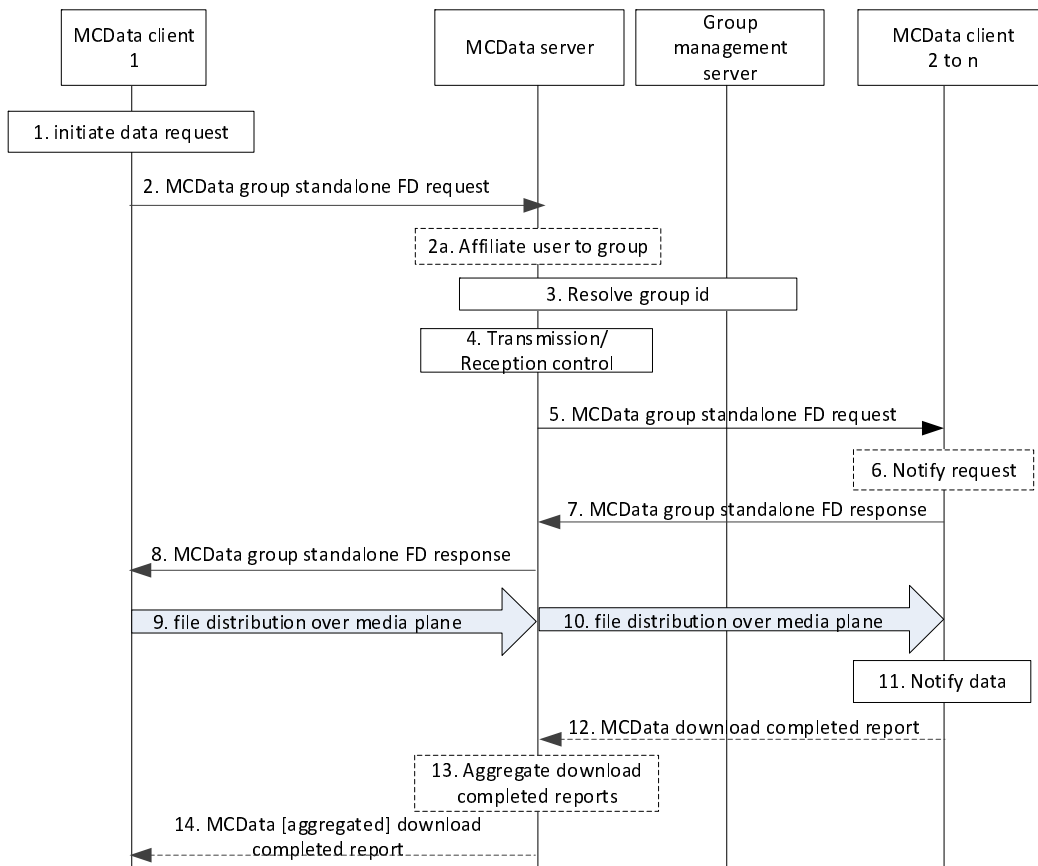 MCData client
1
MCData server
Group
management
server
MCData client
2 to n
1. initiate data request
2. MCData group standalone FD request
2a. Affiliate user to group
3. Resolve group id
4. Transmission/
Reception control
5. MCData group standalone FD request
6. Notify request
7. MCData group standalone FD response
8. MCData group standalone FD response
9. file distribution over media plane
10. file distribution over media plane
11. Notify data
12. MCData download completed report
13. Aggregate download
completed reports
14. MCData [aggregated] download
completed report